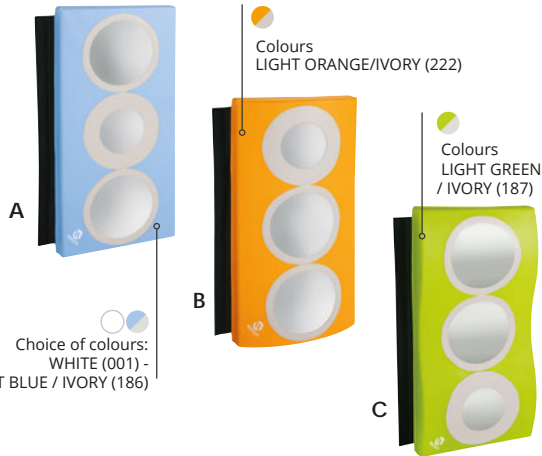 Colours
LIGHT ORANGE/IVORY (222)
Colours
LIGHT GREEN
/ IVORY (187)
A
B
Choice of colours:
WHITE (001) -
T BLUE / IVORY (186)
C